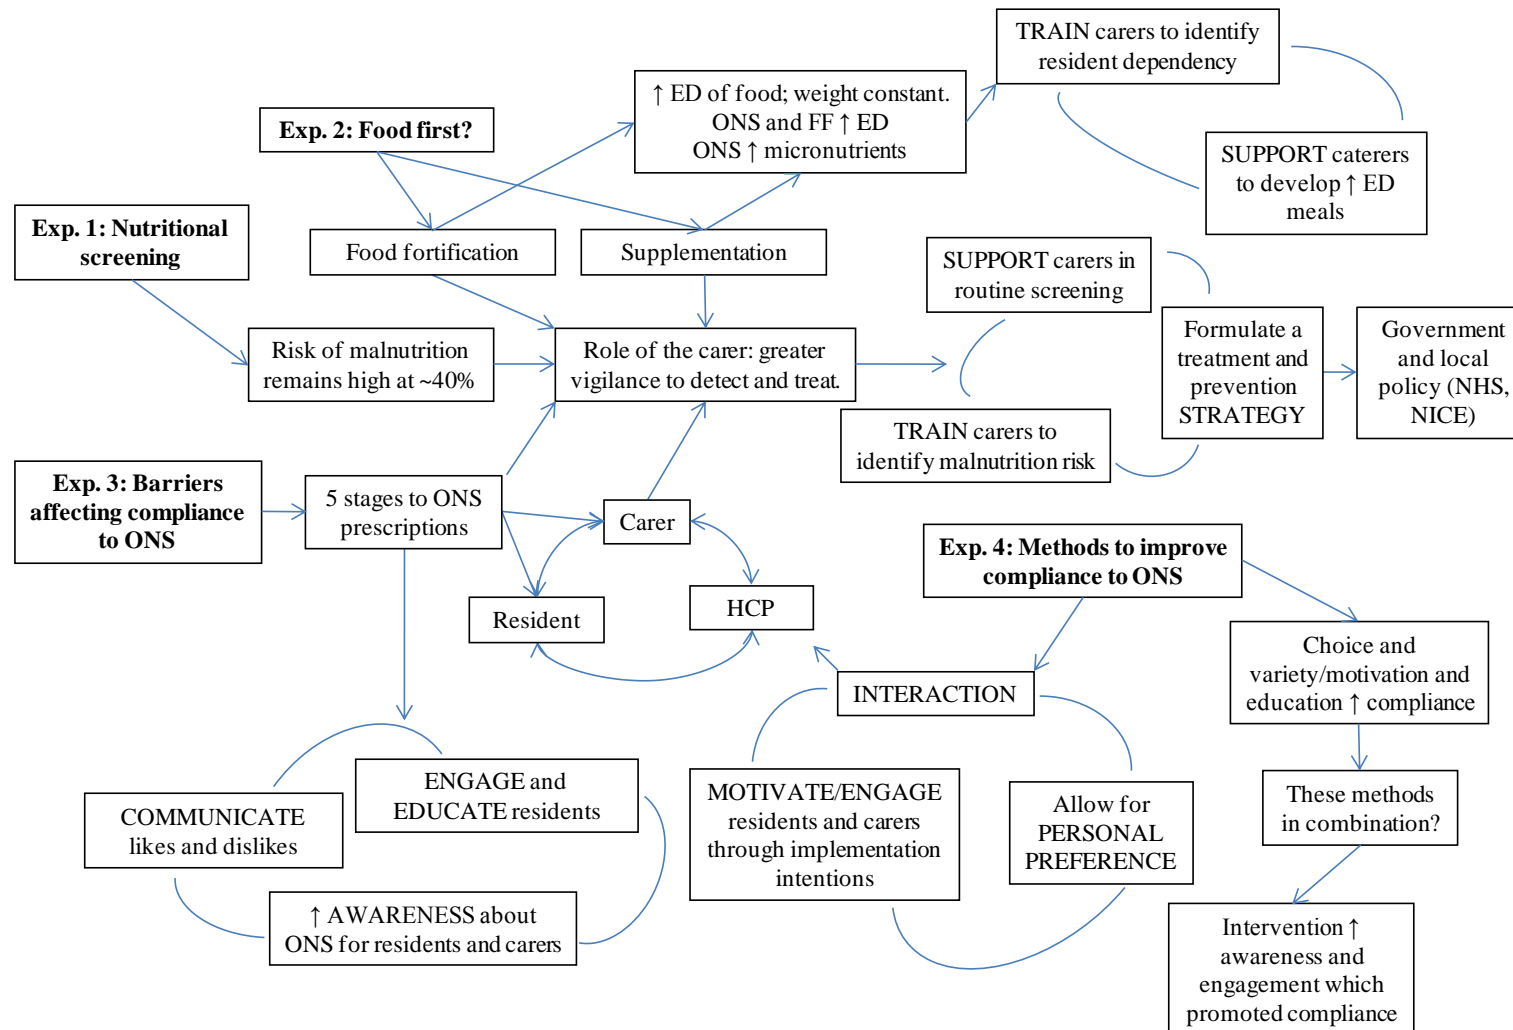 TRAIN carers to identify
resident dependency
↑ ED of food; weight constant.
ONS and FF ↑ ED
ONS ↑ micronutrients
Exp. 2: Food first?
SUPPORT caterers
to develop ↑ ED
meals
Exp. 1: Nutritional
screening
Food fortification
Supplementation
SUPPORT carers in
routine screening
Risk of malnutrition
remains high at ~40%
Role of the carer: greater
vigilance to detect and treat.
Formulate a
treatment and
prevention
STRATEGY
Government
and local
policy (NHS,
NICE)
TRAIN carers to
identify malnutrition risk
Exp. 3: Barriers
affecting compliance
to ONS
5 stages to ONS
prescriptions
Carer
Exp. 4: Methods to improve
compliance to ONS
Resident
HCP
Choice and
variety/motivation and
education ↑ compliance
INTERACTION
ENGAGE and
EDUCATE residents
COMMUNICATE
likes and dislikes
MOTIVATE/ENGAGE
residents and carers
through implementation
intentions
Allow for
PERSONAL
PREFERENCE
These methods
in combination?
↑ AWARENESS about
ONS for residents and carers
Intervention ↑
awareness and
engagement which
promoted compliance